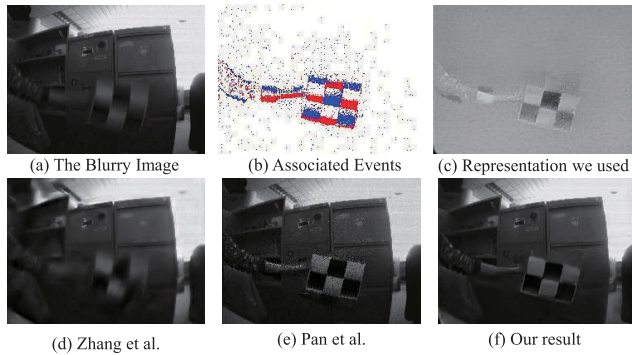 (a) The Blurry Image
(b) Associated Events
(c) Representation we used
(d) Zhang et al.
(e) Pan et al.
(f) Our result